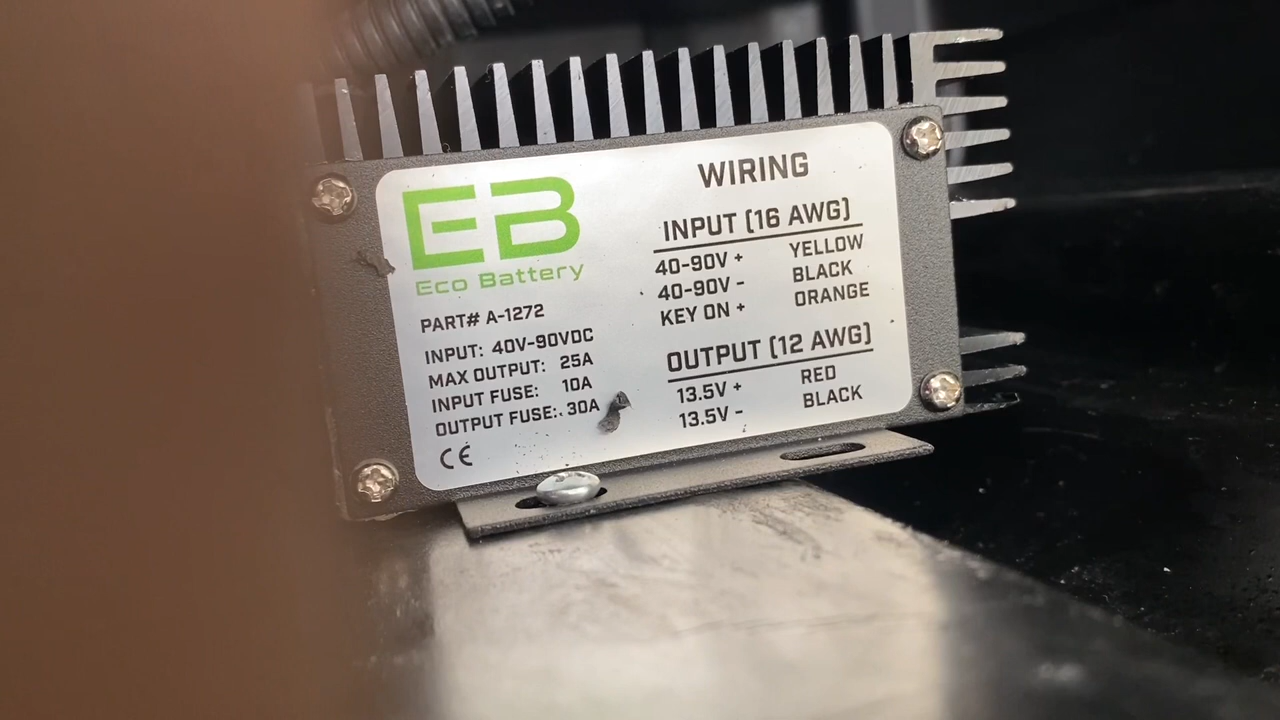 EB
Eco Battery
PART# A-1272
INPUT: 40V-90VDC
MAX OUTPUT: 25A
INPUT FUSE: 10A
OUTPUT FUSE: 30A
CE
WIRING
INPUT (16 AWG)
40-90V + YELLOW
40-90V - BLACK
KEY ON + ORANGE
OUTPUT (12 AWG)
13.5V + RED
13.5V - BLACK